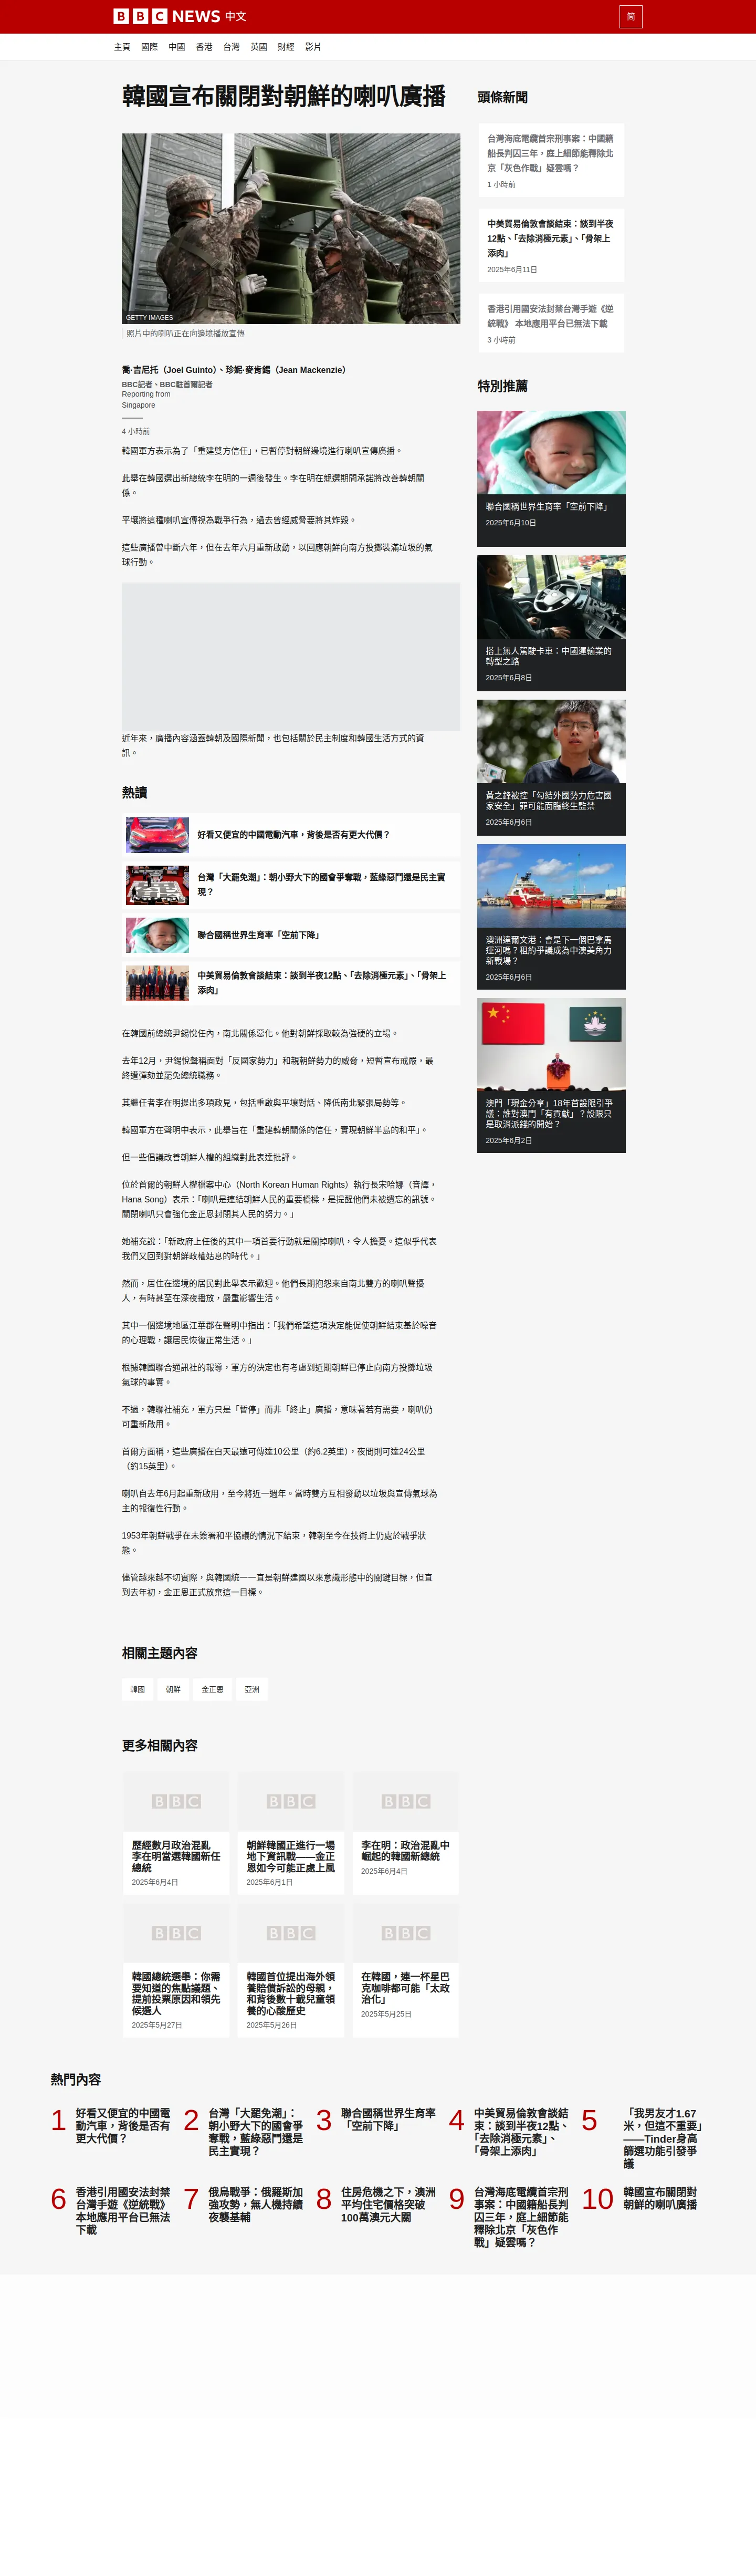 BBC NEWS 中文
简
主頁 國際 中國 香港 台灣 英國 財經 影片
韓國宣布關閉對朝鮮的喇叭廣播
GETTY IMAGES
照片中的喇叭正在向邊境播放宣傳
喬·吉尼托（Joel Guinto）、珍妮·麥肯錫（Jean Mackenzie）
BBC記者、BBC駐首爾記者
Reporting from
Singapore
4 小時前
韓國軍方表示為了「重建雙方信任」，已暫停對朝鮮邊境進行喇叭宣傳廣播。
此舉在韓國選出新總統李在明的一週後發生。李在明在競選期間承諾將改善韓朝關
係。
平壤將這種喇叭宣傳視為戰爭行為，過去曾經威脅要將其炸毀。
這些廣播曾中斷六年，但在去年六月重新啟動，以回應朝鮮向南方投擲裝滿垃圾的氣
球行動。
近年來，廣播內容涵蓋韓朝及國際新聞，也包括關於民主制度和韓國生活方式的資
訊。
熱讀
好看又便宜的中國電動汽車，背後是否有更大代價？
台灣「大罷免潮」：朝小野大下的國會爭奪戰，藍綠惡鬥還是民主實
現？
聯合國稱世界生育率「空前下降」
中美貿易倫敦會談結束：談到半夜12點、「去除消極元素」、「骨架上
添肉」
在韓國前總統尹錫悅任內，南北關係惡化。他對朝鮮採取較為強硬的立場。
去年12月，尹錫悅聲稱面對「反國家勢力」和親朝鮮勢力的威脅，短暫宣布戒嚴，最
終遭彈劾並罷免總統職務。
其繼任者李在明提出多項政見，包括重啟與平壤對話、降低南北緊張局勢等。
韓國軍方在聲明中表示，此舉旨在「重建韓朝關係的信任，實現朝鮮半島的和平」。
但一些倡議改善朝鮮人權的組織對此表達批評。
位於首爾的朝鮮人權檔案中心（North Korean Human Rights）執行長宋哈娜（音譯，
Hana Song）表示：「喇叭是連結朝鮮人民的重要橋樑，是提醒他們未被遺忘的訊號。
關閉喇叭只會強化金正恩封閉其人民的努力。」
她補充說：「新政府上任後的其中一項首要行動就是關掉喇叭，令人擔憂。這似乎代表
我們又回到對朝鮮政權姑息的時代。」
然而，居住在邊境的居民對此舉表示歡迎。他們長期抱怨來自南北雙方的喇叭聲擾
人，有時甚至在深夜播放，嚴重影響生活。
其中一個邊境地區江華郡在聲明中指出：「我們希望這項決定能促使朝鮮結束基於噪音
的心理戰，讓居民恢復正常生活。」
根據韓國聯合通訊社的報導，軍方的決定也有考慮到近期朝鮮已停止向南方投擲垃圾
氣球的事實。
不過，韓聯社補充，軍方只是「暫停」而非「終止」廣播，意味著若有需要，喇叭仍
可重新啟用。
首爾方面稱，這些廣播在白天最遠可傳達10公里（約6.2英里），夜間則可達24公里
（約15英里）。
喇叭自去年6月起重新啟用，至今將近一週年。當時雙方互相發動以垃圾與宣傳氣球為
主的報復性行動。
1953年朝鮮戰爭在未簽署和平協議的情況下結束，韓朝至今在技術上仍處於戰爭狀
態。
儘管越來越不切實際，與韓國統一一直是朝鮮建國以來意識形態中的關鍵目標，但直
到去年初，金正恩正式放棄這一目標。
相關主題內容
韓國 朝鮮 金正恩 亞洲
更多相關內容
歷經數月政治混亂
李在明當選韓國新任
總統
2025年6月4日
朝鮮韓國正進行一場
地下資訊戰——金正
恩如今可能正處上風
2025年6月1日
李在明：政治混亂中
崛起的韓國新總統
2025年6月4日
韓國總統選舉：你需
要知道的焦點議題、
提前投票原因和領先
候選人
2025年5月27日
韓國首位提出海外領
養賠償訴訟的母親，
和背後數十載兒童領
養的心酸歷史
2025年5月26日
在韓國，連一杯星巴
克咖啡都可能「太政
治化」
2025年5月25日
頭條新聞
台灣海底電纜首宗刑事案：中國籍
船長判囚三年，庭上細節能釋除北
京「灰色作戰」疑雲嗎？
1 小時前
中美貿易倫敦會談結束：談到半夜
12點、「去除消極元素」、「骨架上
添肉」
2025年6月11日
香港引用國安法封禁台灣手遊《逆
統戰》 本地應用平台已無法下載
3 小時前
特別推薦
聯合國稱世界生育率「空前下降」
2025年6月10日
搭上無人駕駛卡車：中國運輸業的
轉型之路
2025年6月8日
黃之鋒被控「勾結外國勢力危害國
家安全」罪可能面臨終生監禁
2025年6月6日
澳洲達爾文港：會是下一個巴拿馬
運河嗎？租約爭議成為中澳美角力
新戰場？
2025年6月6日
澳門「現金分享」18年首設限引爭
議：誰對澳門「有貢獻」？設限只
是取消派錢的開始？
2025年6月2日
熱門內容
1 好看又便宜的中國電
動汽車，背後是否有
更大代價？
2 台灣「大罷免潮」：
朝小野大下的國會爭
奪戰，藍綠惡鬥還是
民主實現？
3 聯合國稱世界生育率
「空前下降」
4 中美貿易倫敦會談結
束：談到半夜12點、
「去除消極元素」、
「骨架上添肉」
5 「我男友才1.67
米，但這不重要」
——Tinder身高
篩選功能引發爭
議
6 香港引用國安法封禁
台灣手遊《逆統戰》
本地應用平台已無法
下載
7 俄烏戰爭：俄羅斯加
強攻勢，無人機持續
夜襲基輔
8 住房危機之下，澳洲
平均住宅價格突破
100萬澳元大關
9 台灣海底電纜首宗刑
事案：中國籍船長判
囚三年，庭上細節能
釋除北京「灰色作
戰」疑雲嗎？
10 韓國宣布關閉對
朝鮮的喇叭廣播